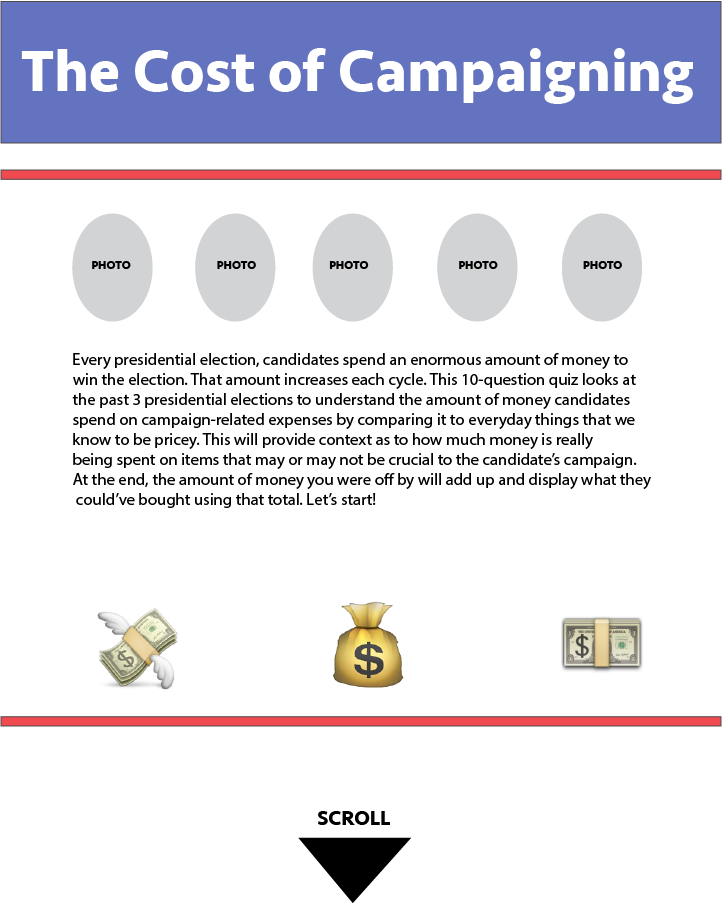 The Cost of Campaigning
PHOTO PHOTO PHOTO PHOTO PHOTO
Every presidential election, candidates spend an enormous amount of money to
win the election. That amount increases each cycle. This 10-question quiz looks at
the past 3 presidential elections to understand the amount of money candidates
spend on campaign-related expenses by comparing it to everyday things that we
know to be pricey. This will provide context as to how much money is really
being spent on items that may or may not be crucial to the candidate's campaign.
At the end, the amount of money you were off by will add up and display what they
could've bought using that total. Let's start!
$ $ $
SCROLL